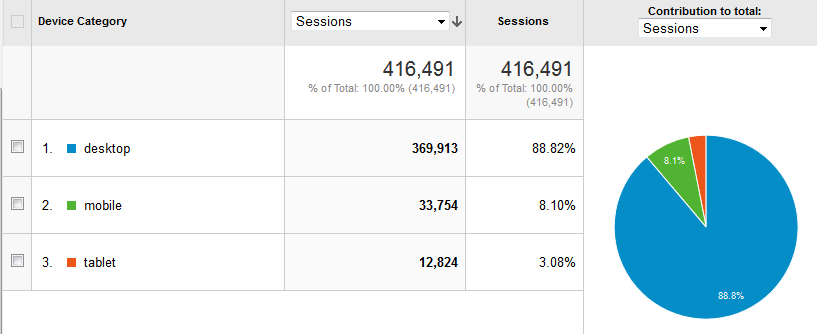 Device Category
Sessions
Sessions
Contribution to total:
Sessions
416,491
% of Total: 100.00% (416,491)
416,491
% of Total: 100.00%
(416,491)
1. desktop 369,913 88.82%
2. mobile 33,754 8.10%
3. tablet 12,824 3.08%
8.1%
88.8%